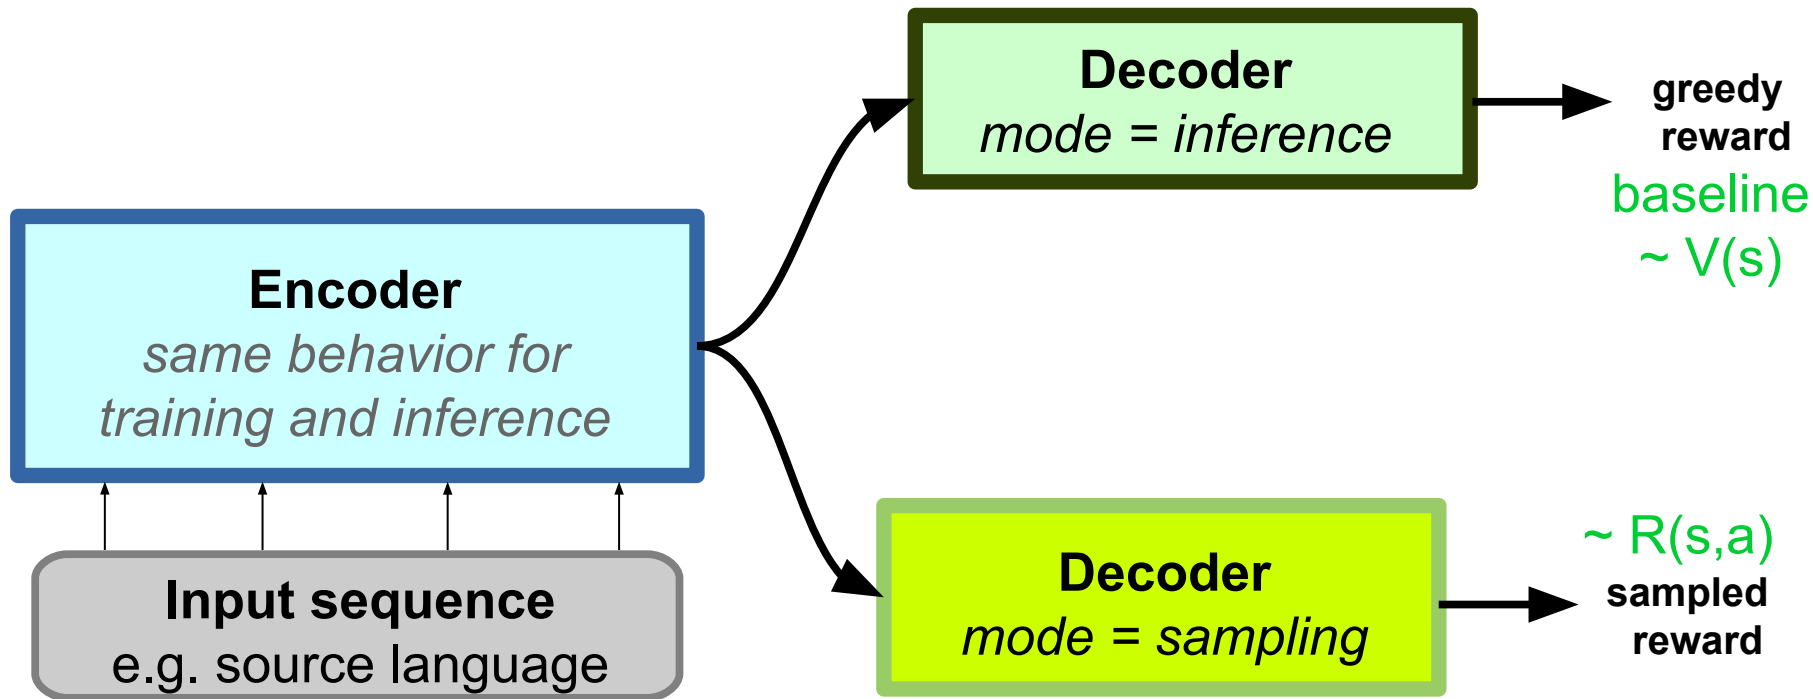 Decoder
mode = inference
greedy
reward
baseline
~ V(s)
Encoder
same behavior for
training and inference
Input sequence
e.g. source language
Decoder
mode = sampling
~ R(s,a)
sampled
reward